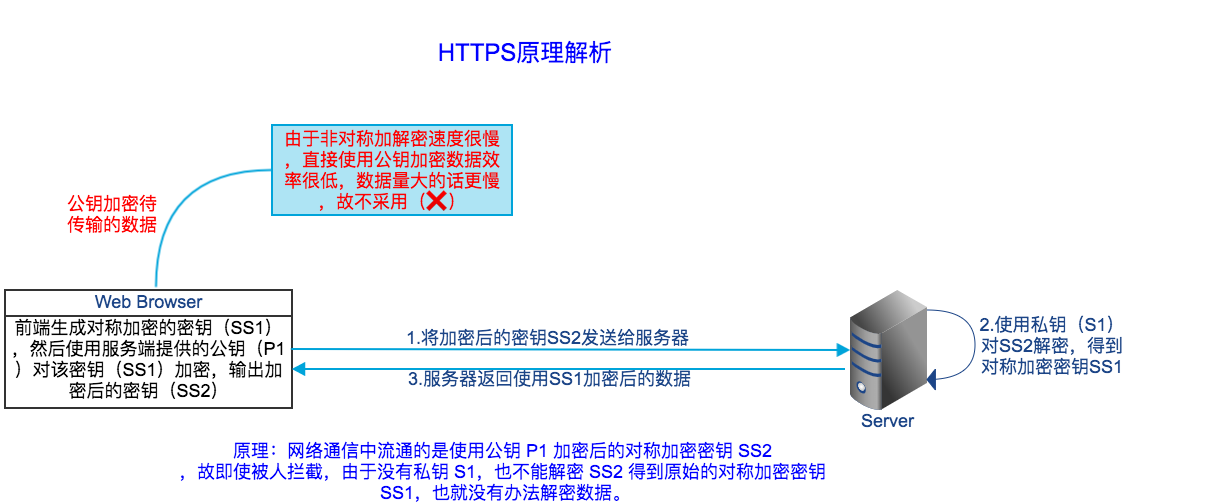 HTTPS原理解析
由于非对称加解密速度很慢
，直接使用公钥加密数据效
率很低，数据量大的话更慢
，故不采用（❌）
公钥加密待
传输的数据
Web Browser
前端生成对称加密的密钥（SS1）
，然后使用服务端提供的公钥（P1
）对该密钥（SS1）加密，输出加
密后的密钥（SS2）
1.将加密后的密钥SS2发送给服务器
3.服务器返回使用SS1加密后的数据
2.使用私钥（S1）
对SS2解密，得到
对称加密密钥SS1
Server
原理：网络通信中流通的是使用公钥 P1 加密后的对称加密密钥 SS2
，故即使被人拦截，由于没有私钥 S1，也不能解密 SS2 得到原始的对称加密密钥
SS1，也就没有办法解密数据。